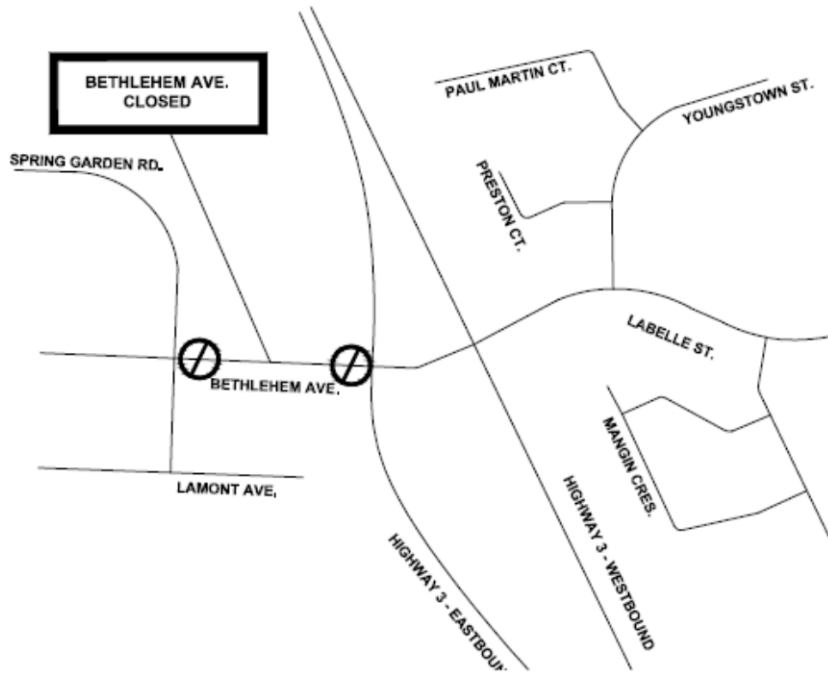 BETHLEHEM AVE.
CLOSED
PAUL MARTIN CT.
YOUNGSTOWN ST.
SPRING GARDEN RD.
PRESTON CT.
LABELLE ST.
BETHLEHEM AVE.
MANGIN CRES.
LAMONT AVE.
HIGHWAY 3 - WESTBOUND
HIGHWAY 3 - EASTBOUN